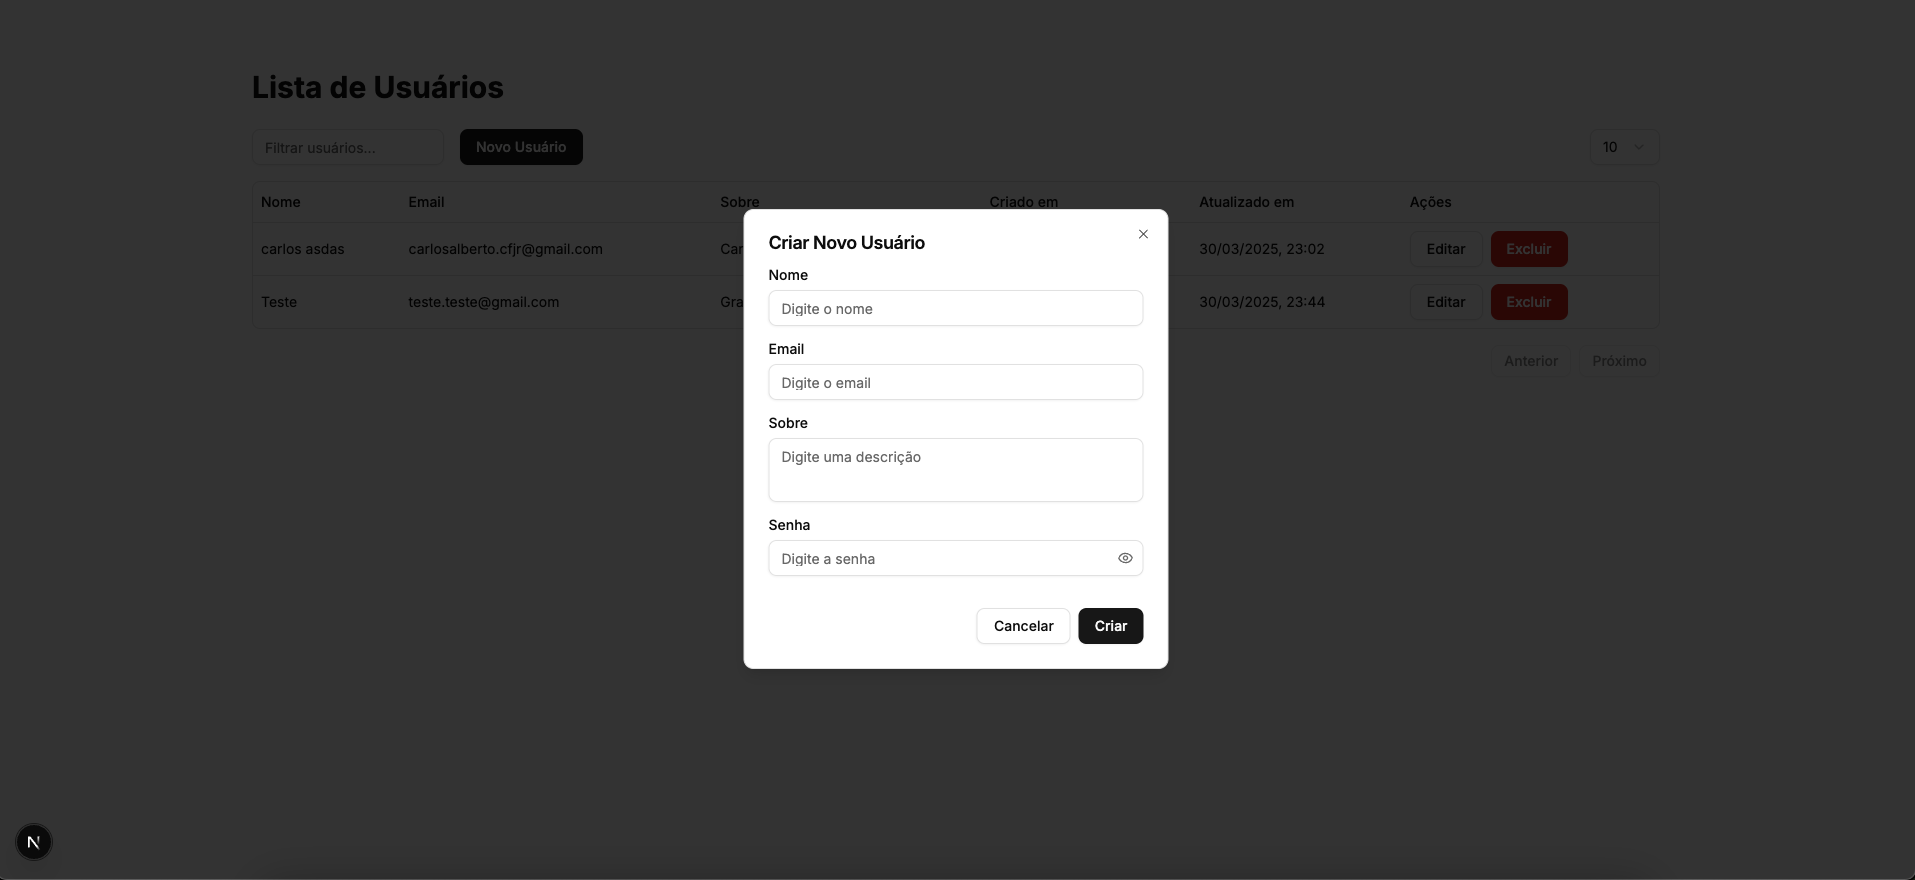 Lista de Usuários
Filtrar usuários...
Novo Usuário
10
Nome Email Sobre Criado em Atualizado em Ações
carlos asdas carlosalberto.cfjr@gmail.com 30/03/2025, 23:02 Editar Excluir
Teste teste.teste@gmail.com 30/03/2025, 23:44 Editar Excluir
Anterior Próximo
Criar Novo Usuário
Nome
Digite o nome
Email
Digite o email
Sobre
Digite uma descrição
Senha
Digite a senha
Cancelar Criar
N